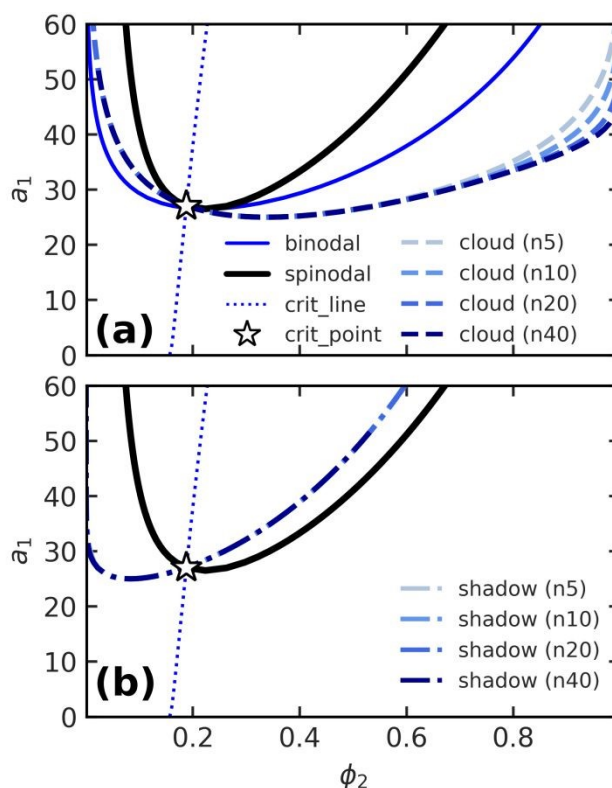 60
50
40
30
20
10
0
a₁
binodal
spinodal
crit_line
crit_point
cloud (n5)
cloud (n10)
cloud (n20)
cloud (n40)
(a)
60
50
40
30
20
10
0
a₁
shadow (n5)
shadow (n10)
shadow (n20)
shadow (n40)
(b)
0.2 0.4 0.6 0.8
ϕ₂